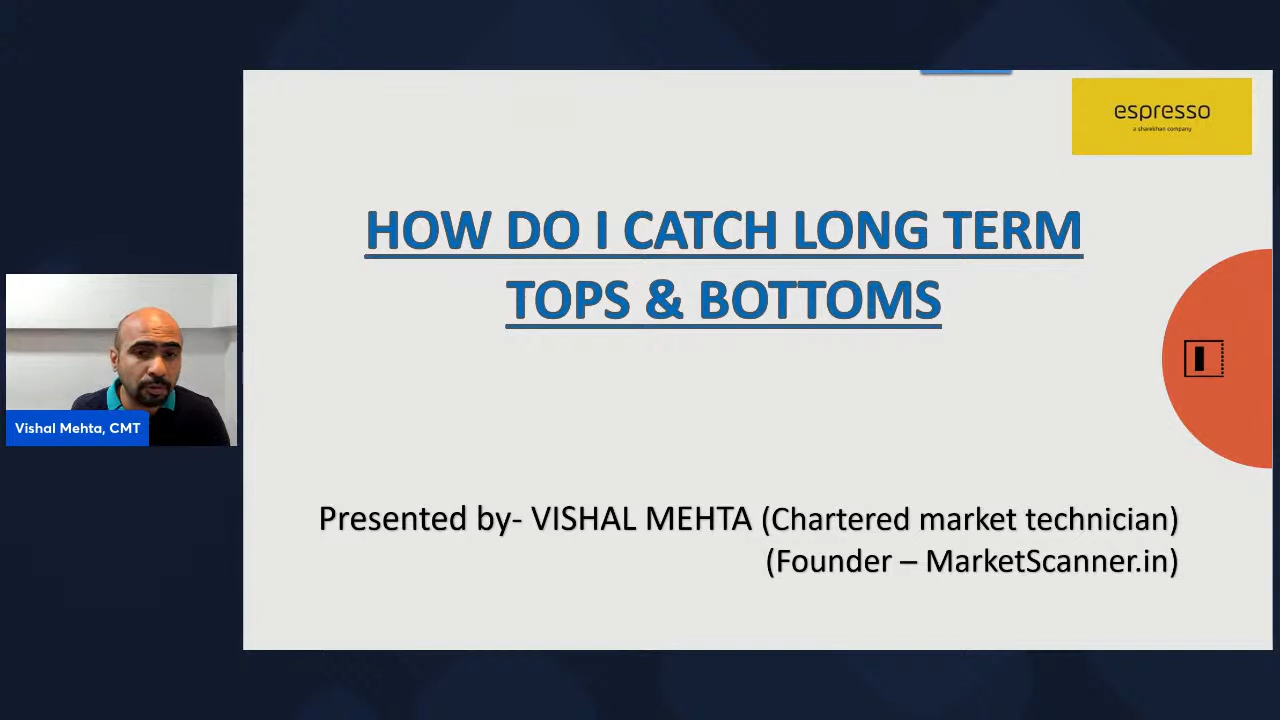 espresso
a sharekhan company
HOW DO I CATCH LONG TERM
TOPS & BOTTOMS
Vishal Mehta, CMT
Presented by- VISHAL MEHTA (Chartered market technician)
(Founder – MarketScanner.in)